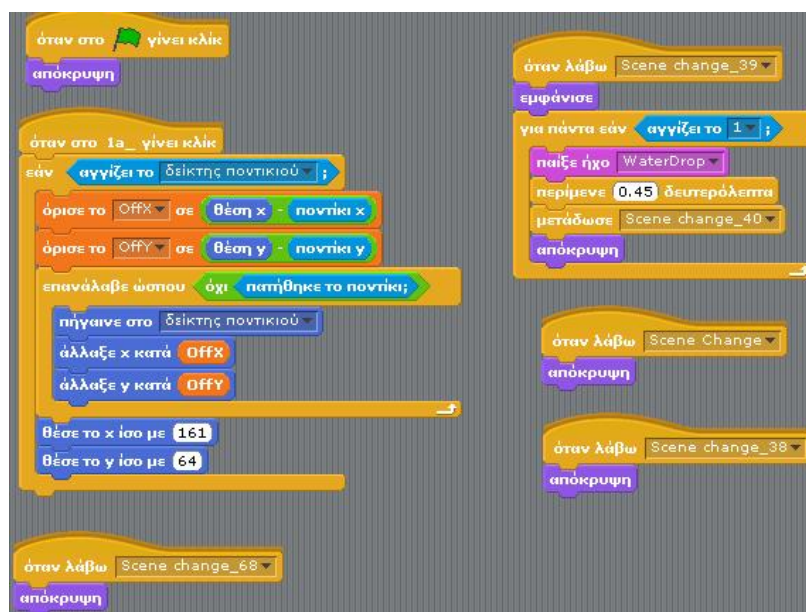 όταν στο γίνει κλίκ
απόκρυψη
όταν στο 1a_ γίνει κλίκ
εάν αγγίζει το δείκτης ποντικιού ;
όρισε το OffX σε θέση x - ποντίκι x
όρισε το OffY σε θέση y - ποντίκι y
επανάλαβε ώσπου όχι πατήθηκε το ποντίκι;
πήγαινε στο δείκτης ποντικιού
άλλαξε x κατά OffX
άλλαξε y κατά OffY
θέσε το x ίσο με 161
θέσε το y ίσο με 64
όταν λάβω Scene change_68
απόκρυψη
όταν λάβω Scene change_39
εμφάνισε
για πάντα εάν αγγίζει το 1 ;
παίξε ήχο WaterDrop
περίμενε 0.45 δευτερόλεπτα
μετάδωσε Scene change_40
απόκρυψη
όταν λάβω Scene Change
απόκρυψη
όταν λάβω Scene change_38
απόκρυψη